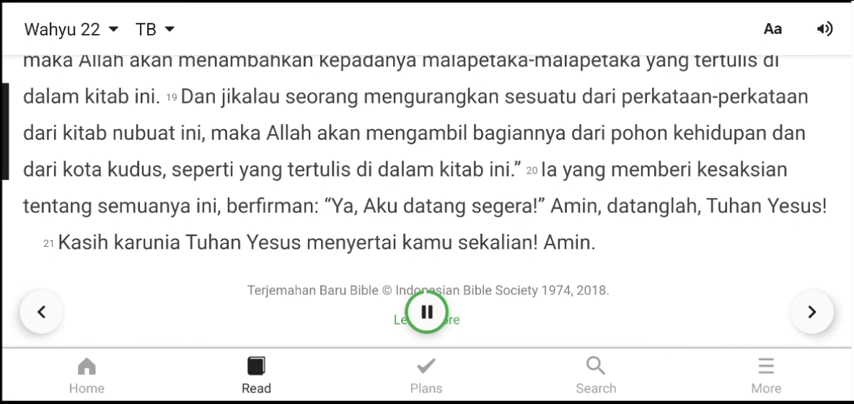 Wahyu 22 TB Aa
maka Allah akan menambahkan kepadanya malapetaka-malapetaka yang tertulis di
dalam kitab ini. 19 Dan jikalau seorang mengurangkan sesuatu dari perkataan-perkataan
dari kitab nubuat ini, maka Allah akan mengambil bagiannya dari pohon kehidupan dan
dari kota kudus, seperti yang tertulis di dalam kitab ini.” 20 Ia yang memberi kesaksian
tentang semuanya ini, berfirman: “Ya, Aku datang segera!” Amin, datanglah, Tuhan Yesus!
21 Kasih karunia Tuhan Yesus menyertai kamu sekalian! Amin.
Terjemahan Baru Bible © Indonesian Bible Society 1974, 2018.
Home Read Plans Search More